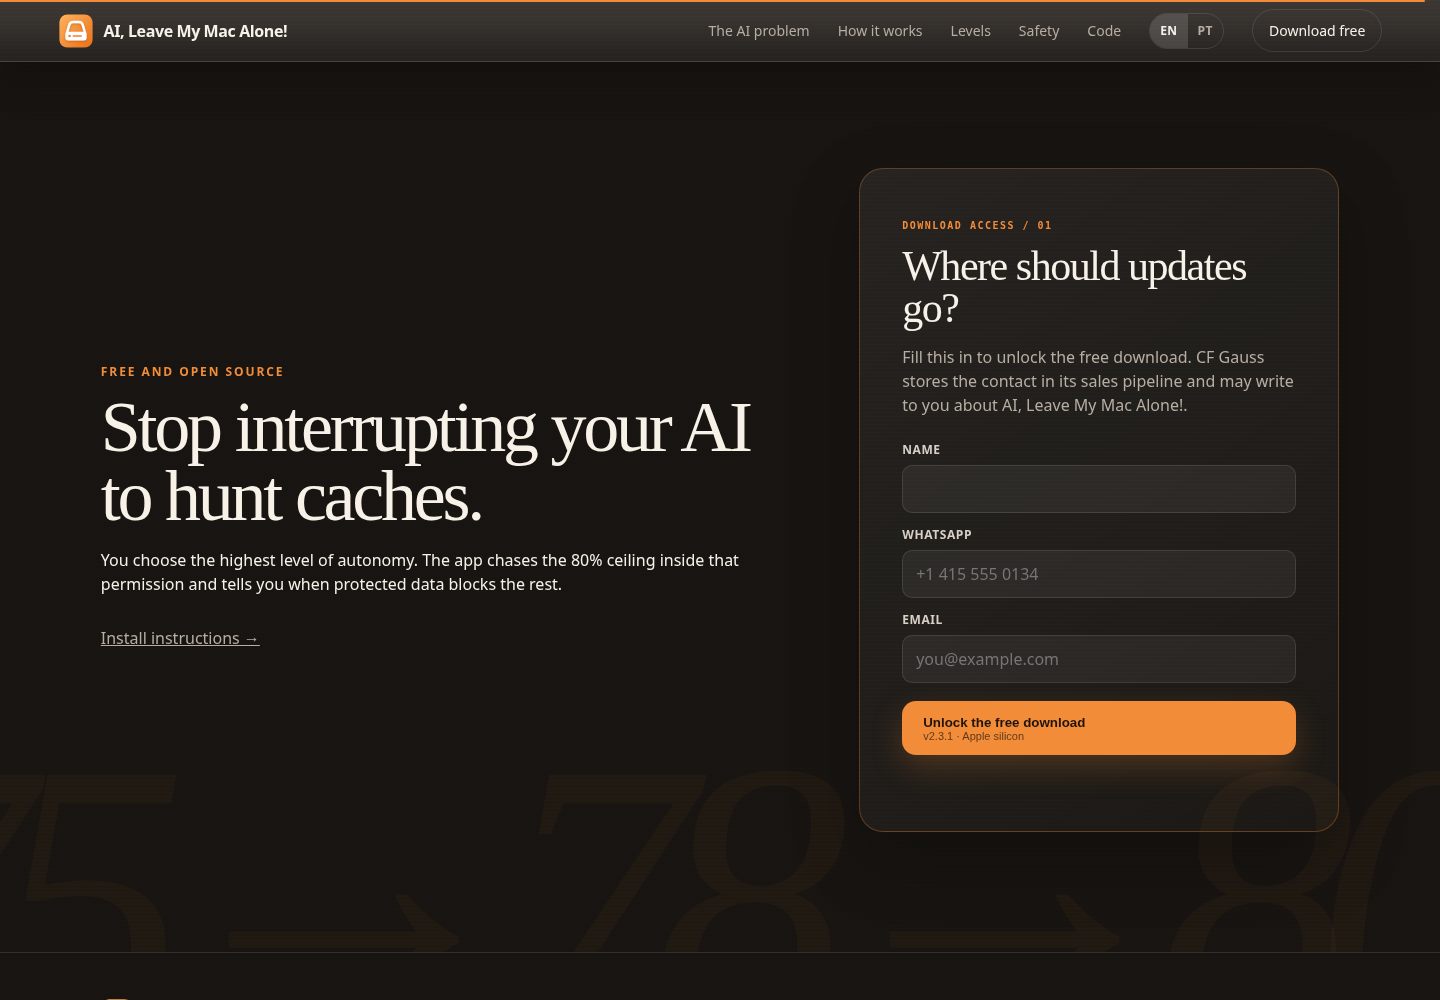 AI, Leave My Mac Alone!
The AI problem
How it works
Levels
Safety
Code
EN
PT
Download free
FREE AND OPEN SOURCE
Stop interrupting your AI
to hunt caches.
You choose the highest level of autonomy. The app chases the 80% ceiling inside that
permission and tells you when protected data blocks the rest.
Install instructions →
DOWNLOAD ACCESS / 01
Where should updates
go?
Fill this in to unlock the free download. CF Gauss
stores the contact in its sales pipeline and may write
to you about AI, Leave My Mac Alone!.
NAME
WHATSAPP
+1 415 555 0134
EMAIL
you@example.com
Unlock the free download
v2.3.1 · Apple silicon
75 → 78 → 80